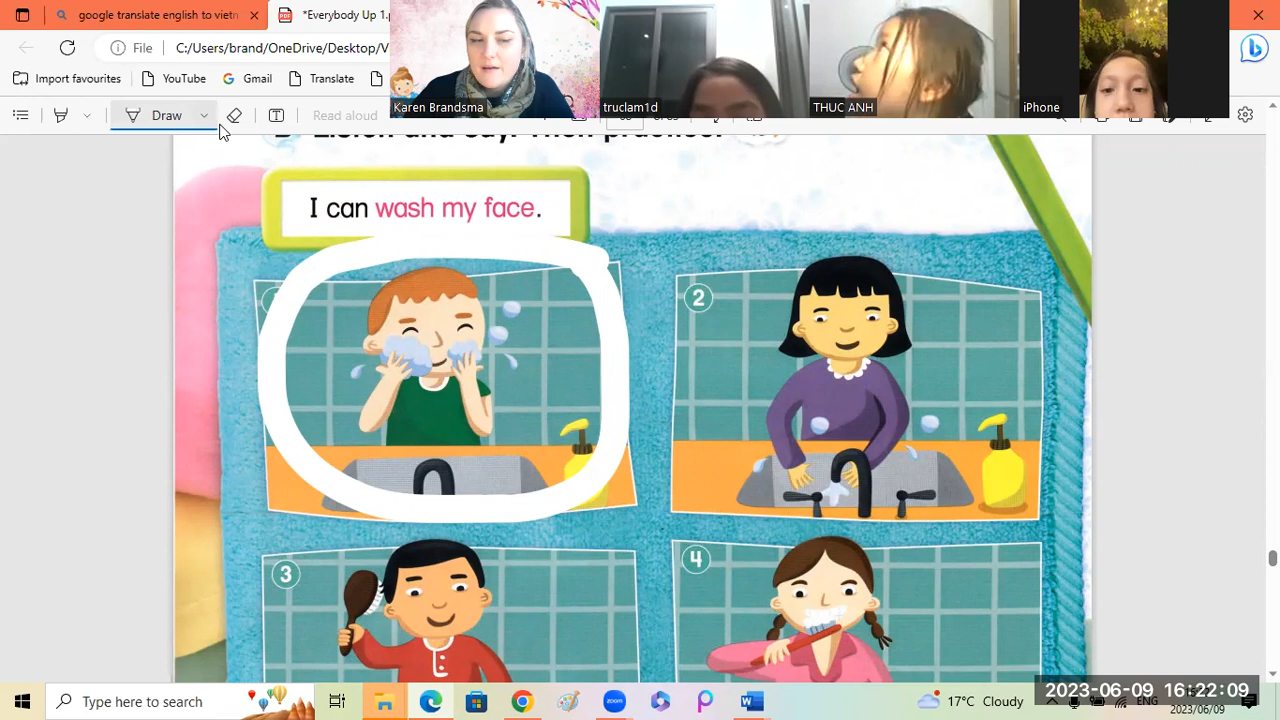 google translate english to vietn
*Everybody Up 1.p
File
C:/Users/brand/OneDrive/Desktop/V
Import favourites
YouTube
Gmail
Translate
Karen Brandsma
truclam1d
THUC ANH
iPhone
Draw
Read aloud
I can wash my face.
2
3
4
Type here to search
17°C Cloudy
ENG
2023-06-09 16:22:09
2023/06/09